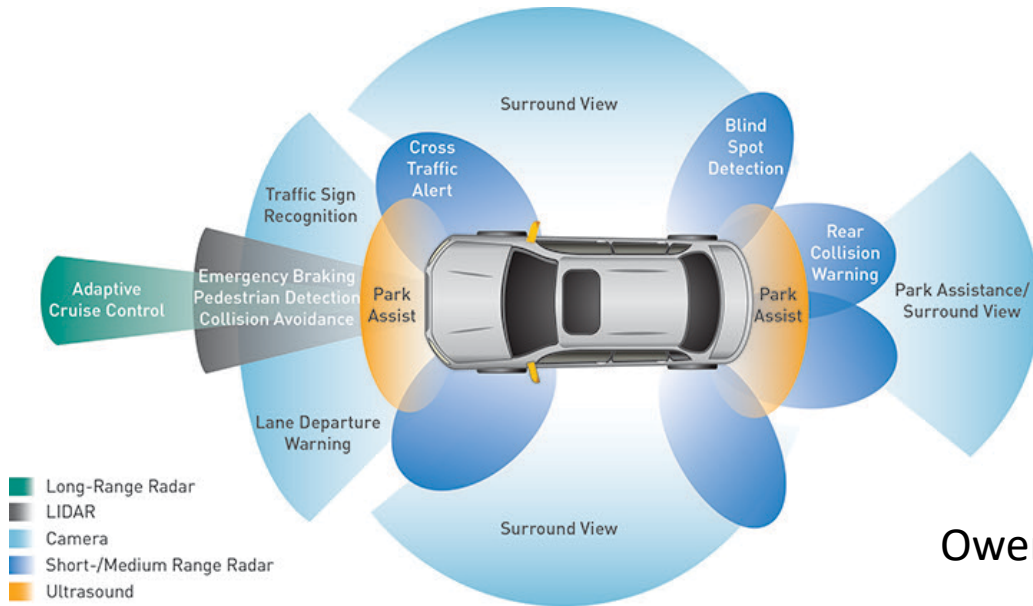 Surround View
Cross
Traffic
Alert
Blind
Spot
Detection
Traffic Sign
Recognition
Adaptive
Cruise Control
Emergency Braking
Pedestrian Detection
Collision Avoidance
Park
Assist
Park
Assist
Rear
Collision
Warning
Park Assistance/
Surround View
Lane Departure
Warning
Surround View
Long-Range Radar
LIDAR
Camera
Short-/Medium Range Radar
Ultrasound
Owe